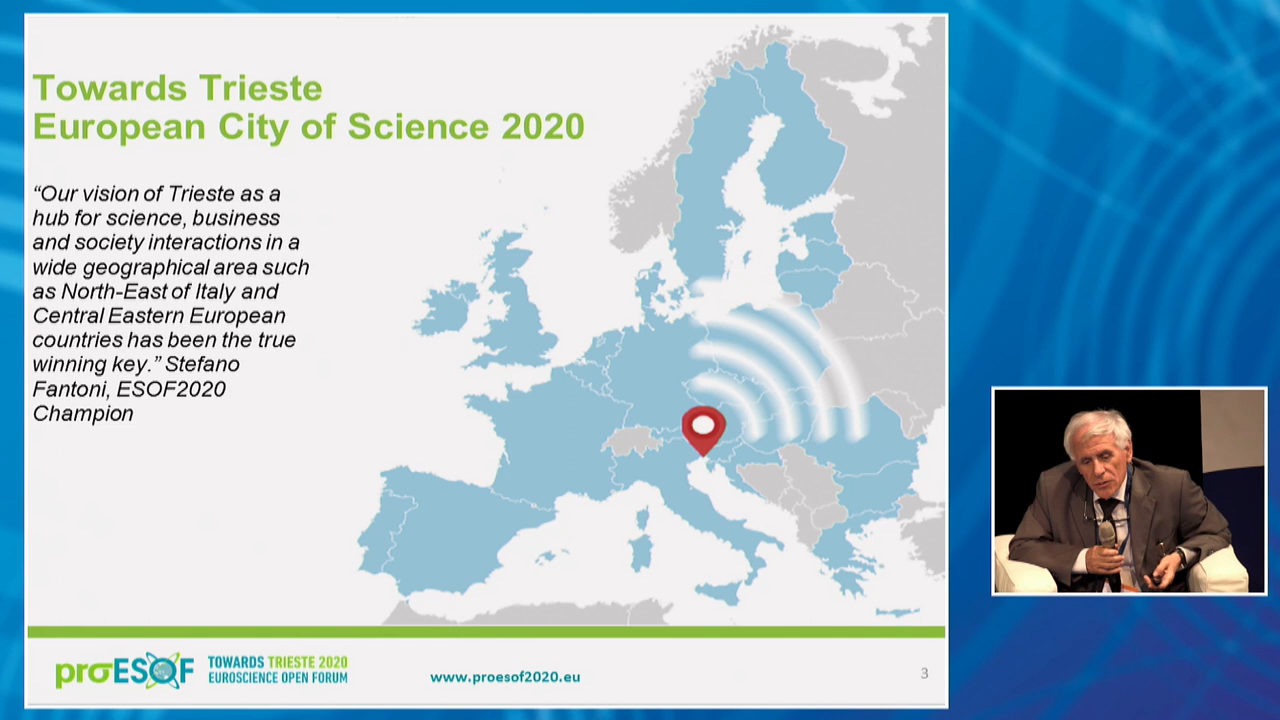 Towards Trieste
European City of Science 2020
“Our vision of Trieste as a
hub for science, business
and society interactions in a
wide geographical area such
as North-East of Italy and
Central Eastern European
countries has been the true
winning key.” Stefano
Fantoni, ESOF2020
Champion
proESOF
TOWARDS TRIESTE 2020
EUROSCIENCE OPEN FORUM
www.proesof2020.eu
3